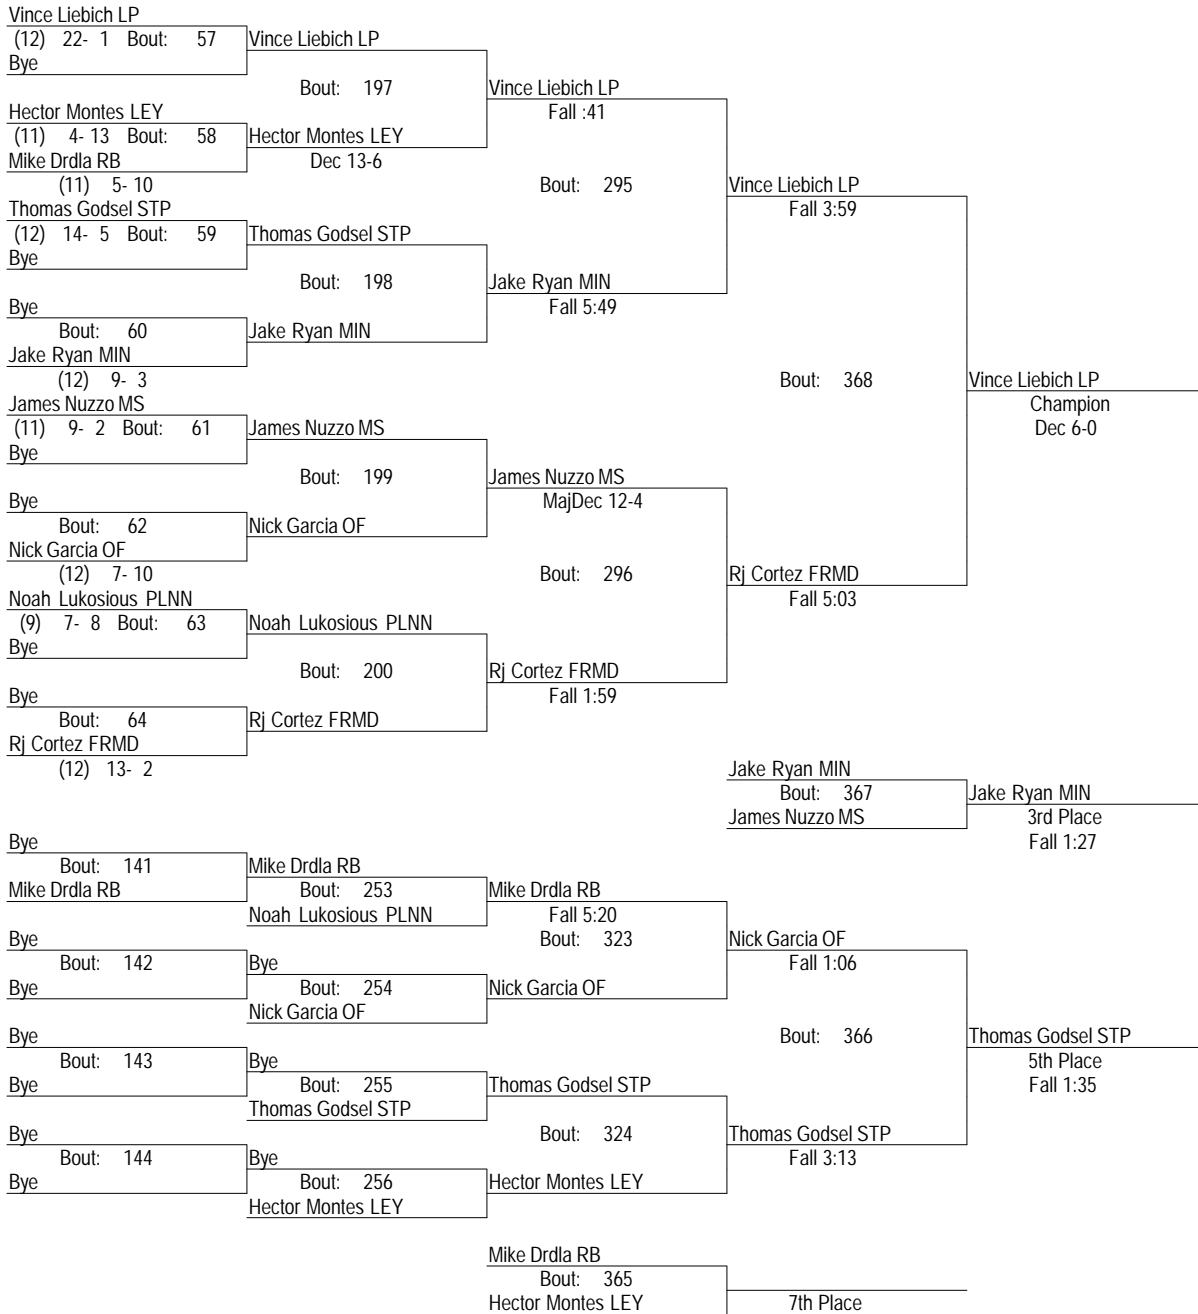 Vince Liebich LP
(12) 22- 1 Bout: 57 Vince Liebich LP
Bye
Bout: 197 Vince Liebich LP
Hector Montes LEY Fall :41
(11) 4- 13 Bout: 58 Hector Montes LEY
Mike Drdla RB Dec 13-6
(11) 5- 10 Bout: 295 Vince Liebich LP
Thomas Godsel STP Fall 3:59
(12) 14- 5 Bout: 59 Thomas Godsel STP
Bye
Bout: 198 Jake Ryan MIN
Bye Fall 5:49
Bout: 60 Jake Ryan MIN
Jake Ryan MIN
(12) 9- 3 Bout: 368 Vince Liebich LP
James Nuzzo MS Champion
(11) 9- 2 Bout: 61 James Nuzzo MS Dec 6-0
Bye
Bout: 199 James Nuzzo MS
Bye MajDec 12-4
Bout: 62 Nick Garcia OF
Nick Garcia OF
(12) 7- 10 Bout: 296 Rj Cortez FRMD
Noah Lukosious PLNN Fall 5:03
(9) 7- 8 Bout: 63 Noah Lukosious PLNN
Bye
Bout: 200 Rj Cortez FRMD
Bye Fall 1:59
Bout: 64 Rj Cortez FRMD
Rj Cortez FRMD
(12) 13- 2 Jake Ryan MIN
Bout: 367 Jake Ryan MIN
James Nuzzo MS 3rd Place
Bye Fall 1:27
Bout: 141 Mike Drdla RB
Mike Drdla RB Bout: 253 Mike Drdla RB
Noah Lukosious PLNN Fall 5:20
Bye Bout: 323 Nick Garcia OF
Bout: 142 Bye Fall 1:06
Bye Bout: 254 Nick Garcia OF
Nick Garcia OF
Bye Bout: 366 Thomas Godsel STP
Bout: 143 Bye 5th Place
Bye Bout: 255 Thomas Godsel STP Fall 1:35
Thomas Godsel STP
Bye Bout: 324 Thomas Godsel STP
Bout: 144 Bye Fall 3:13
Bye Bout: 256 Hector Montes LEY
Hector Montes LEY
Mike Drdla RB
Bout: 365
Hector Montes LEY 7th Place